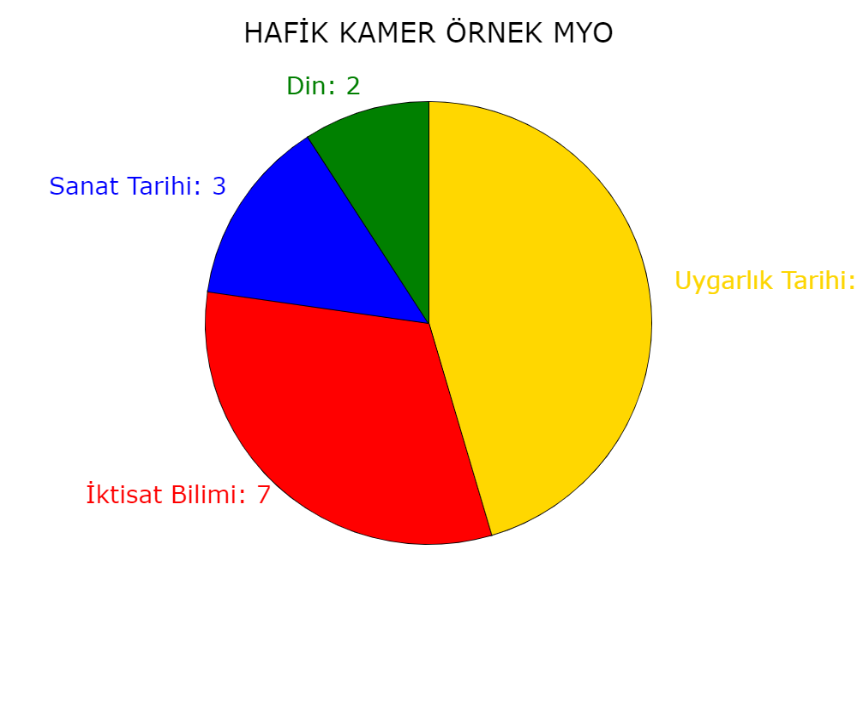 HAFİK KAMER ÖRNEK MYO
Din: 2
Sanat Tarihi: 3
Uygarlık Tarihi:
İktisat Bilimi: 7